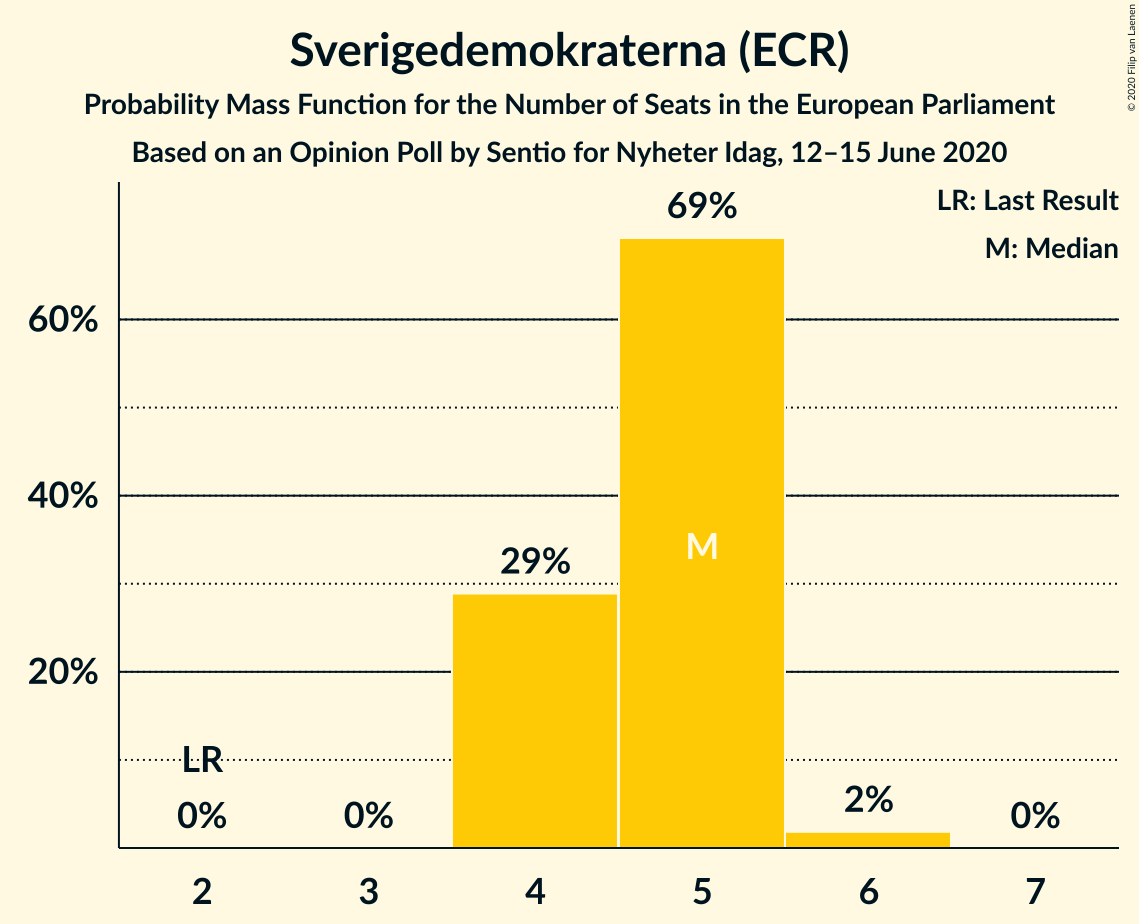 Sverigedemokraterna (ECR)
Probability Mass Function for the Number of Seats in the European Parliament
Based on an Opinion Poll by Sentio for Nyheter Idag, 12–15 June 2020
© 2020 Filip van Laenen
LR: Last Result
M: Median
69%
60%
40%
M
29%
20%
LR
0%
0%
2%
0%
2
3
4
5
6
7